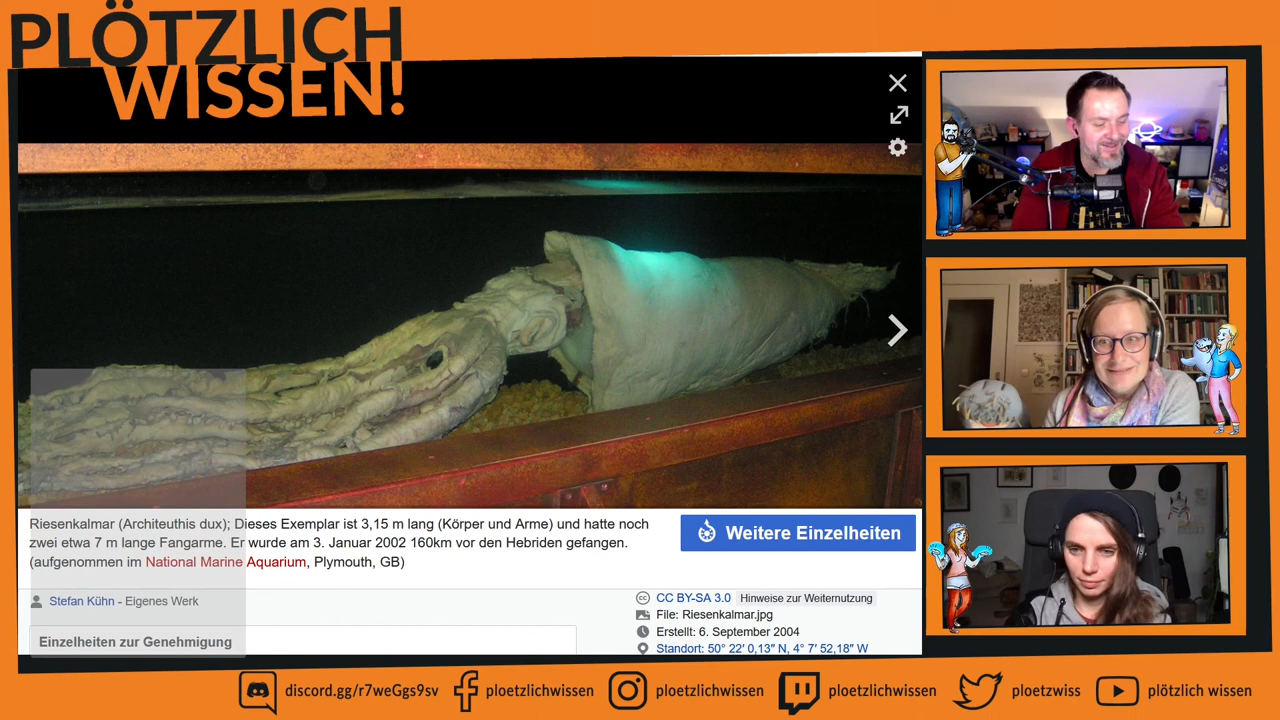 PLÖTZLICH
WISSEN!
Riesenkalmar (Architeuthis dux); Dieses Exemplar ist 3,15 m lang (Körper und Arme) und hatte noch
zwei etwa 7 m lange Fangarme. Er wurde am 3. Januar 2002 160km vor den Hebriden gefangen.
(aufgenommen im National Marine Aquarium, Plymouth, GB)
Weitere Einzelheiten
Stefan Kühn - Eigenes Werk
Einzelheiten zur Genehmigung
CC BY-SA 3.0 Hinweise zur Weiternutzung
File: Riesenkalmar.jpg
Erstellt: 6. September 2004
Standort: 50° 22′ 0,13″ N, 4° 7′ 52,18″ W
discord.gg/r7weGgs9sv
ploetzlichwissen
ploetzlichwissen
ploetzlichwissen
ploetzwiss
plötzlich wissen